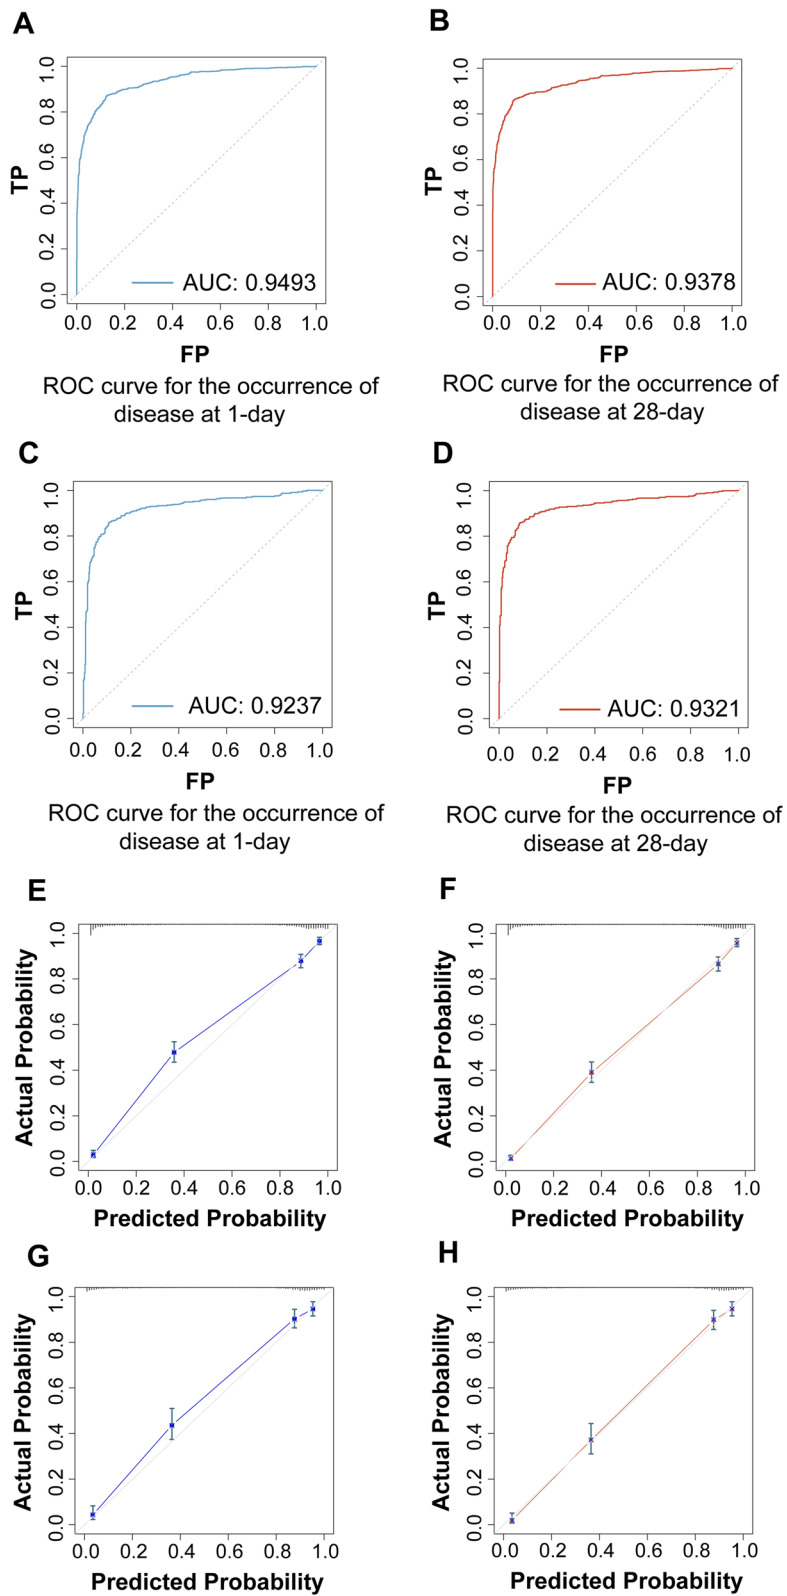 A
1.0
0.8
0.6
0.4
0.2
0.0
TP
AUC: 0.9493
0.0 0.2 0.4 0.6 0.8 1.0
FP
ROC curve for the occurrence of
disease at 1-day
B
1.0
0.8
0.6
0.4
0.2
0.0
TP
AUC: 0.9378
0.0 0.2 0.4 0.6 0.8 1.0
FP
ROC curve for the occurrence of
disease at 28-day
C
1.0
0.8
0.6
0.4
0.2
0.0
TP
AUC: 0.9237
0.0 0.2 0.4 0.6 0.8 1.0
FP
ROC curve for the occurrence of
disease at 1-day
D
1.0
0.8
0.6
0.4
0.2
0.0
TP
AUC: 0.9321
0.0 0.2 0.4 0.6 0.8 1.0
FP
ROC curve for the occurrence of
disease at 28-day
E
1.0
0.8
0.6
0.4
0.2
0.0
Actual Probability
0.0 0.2 0.4 0.6 0.8 1.0
Predicted Probability
F
1.0
0.8
0.6
0.4
0.2
0.0
Actual Probability
0.0 0.2 0.4 0.6 0.8 1.0
Predicted Probability
G
1.0
0.8
0.6
0.4
0.2
0.0
Actual Probability
0.0 0.2 0.4 0.6 0.8 1.0
Predicted Probability
H
1.0
0.8
0.6
0.4
0.2
0.0
Actual Probability
0.0 0.2 0.4 0.6 0.8 1.0
Predicted Probability